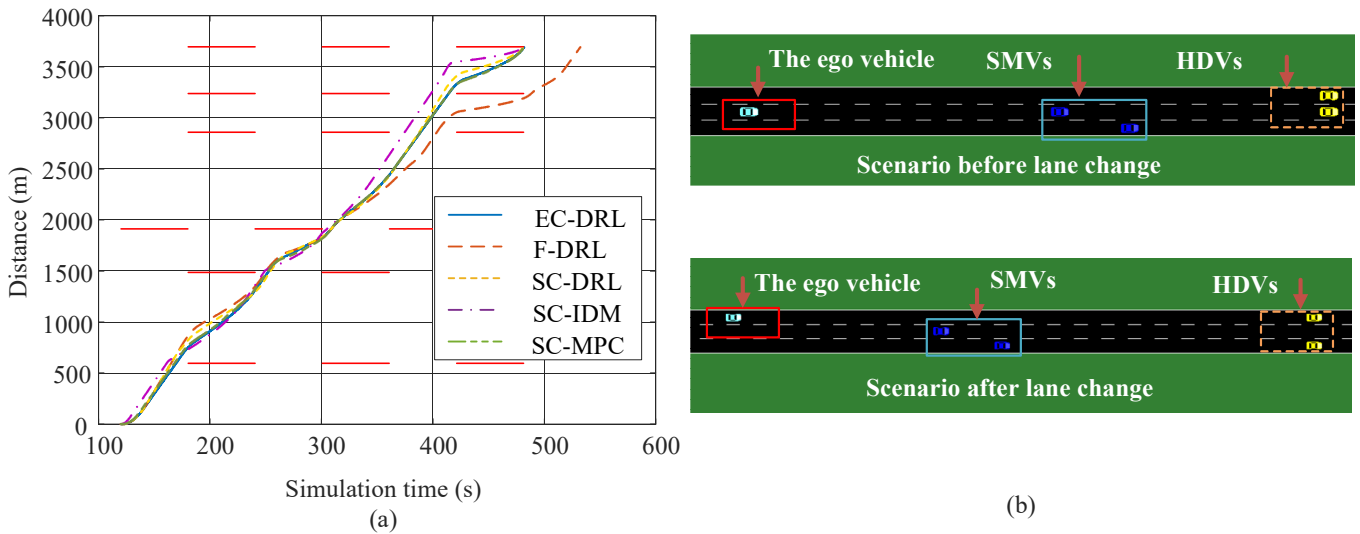 4000
3500
3000
2500
2000
1500
1000
500
0
Distance (m)
EC-DRL
F-DRL
SC-DRL
SC-IDM
SC-MPC
100 200 300 400 500 600
Simulation time (s)
(a)
The ego vehicle SMVs HDVs
Scenario before lane change
The ego vehicle SMVs HDVs
Scenario after lane change
(b)